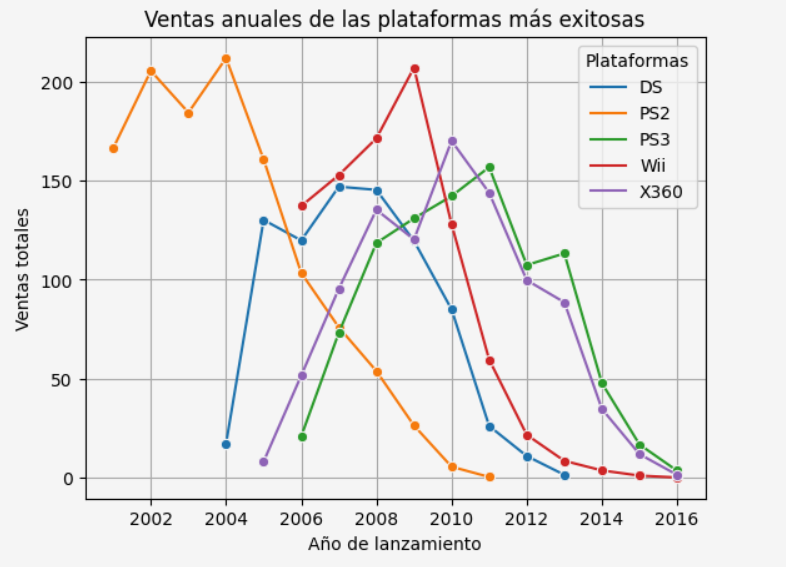 Ventas anuales de las plataformas más exitosas
Plataformas
DS
PS2
PS3
Wii
X360
Ventas totales
200
150
100
50
0
2002 2004 2006 2008 2010 2012 2014 2016
Año de lanzamiento